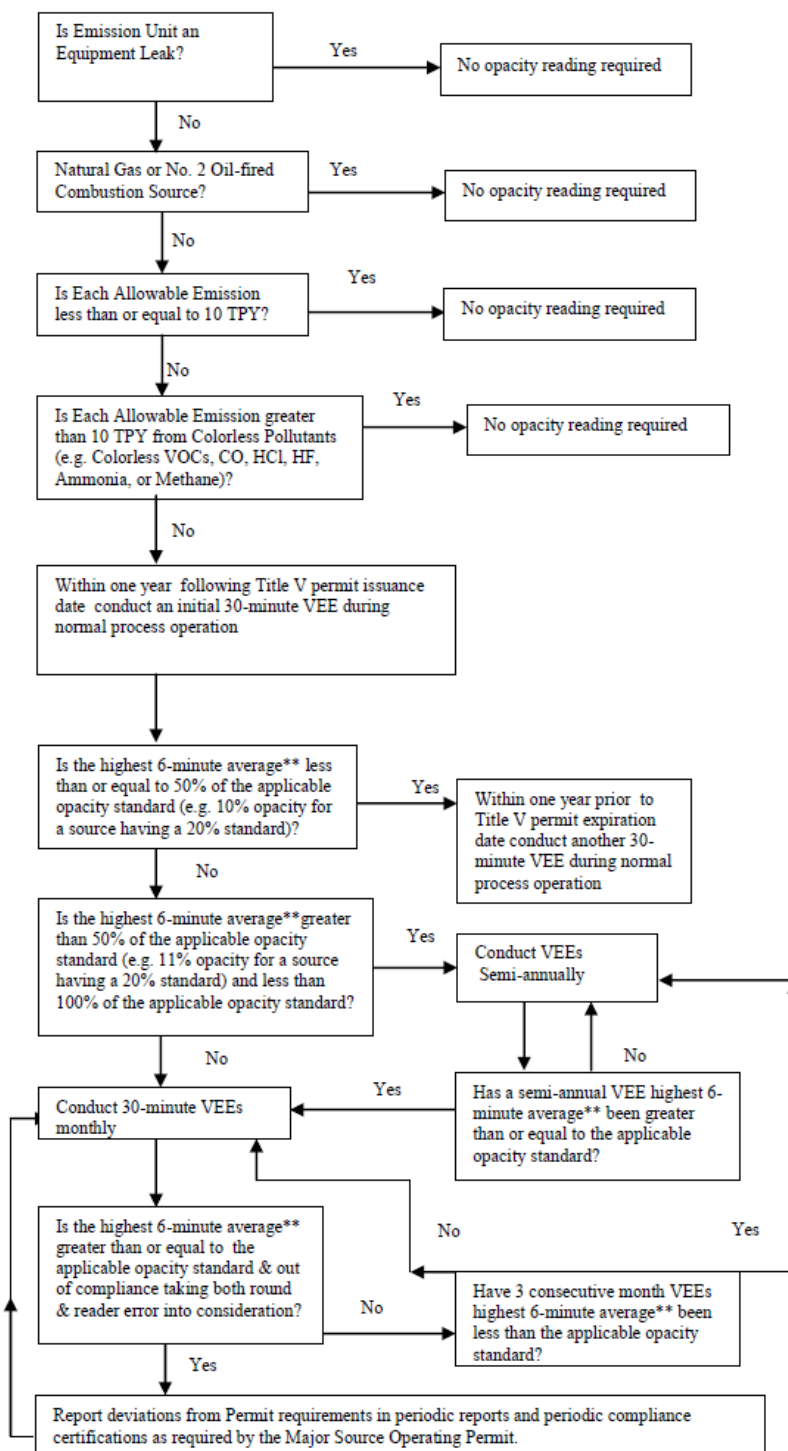 Is Emission Unit an
Equipment Leak?
Yes
No opacity reading required
No
Natural Gas or No. 2 Oil-fired
Combustion Source?
Yes
No opacity reading required
No
Is Each Allowable Emission
less than or equal to 10 TPY?
Yes
No opacity reading required
No
Is Each Allowable Emission greater
than 10 TPY from Colorless Pollutants
(e.g. Colorless VOCs, CO, HCl, HF,
Ammonia, or Methane)?
Yes
No opacity reading required
No
Within one year following Title V permit issuance
date conduct an initial 30-minute VEE during
normal process operation
Is the highest 6-minute average** less
than or equal to 50% of the applicable
opacity standard (e.g. 10% opacity for
a source having a 20% standard)?
Yes
Within one year prior to
Title V permit expiration
date conduct another 30-
minute VEE during normal
process operation
No
Is the highest 6-minute average**greater
than 50% of the applicable opacity
standard (e.g. 11% opacity for a source
having a 20% standard) and less than
100% of the applicable opacity standard?
Yes
Conduct VEEs
Semi-annually
No
No
Conduct 30-minute VEEs
monthly
Yes
Has a semi-annual VEE highest 6-
minute average** been greater
than or equal to the applicable
opacity standard?
Is the highest 6-minute average**
greater than or equal to the
applicable opacity standard & out
of compliance taking both round
& reader error into consideration?
No
Yes
No
Have 3 consecutive month VEEs
highest 6-minute average** been
less than the applicable opacity
standard?
Yes
Report deviations from Permit requirements in periodic reports and periodic compliance
certifications as required by the Major Source Operating Permit.